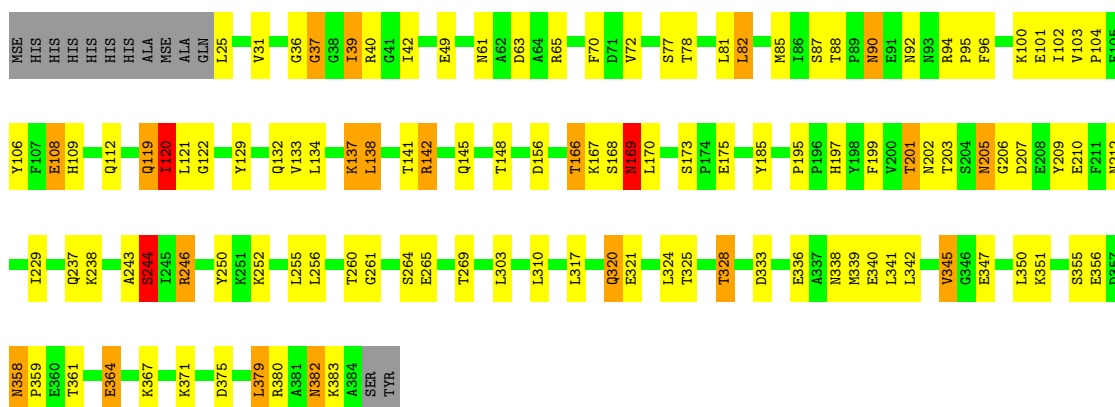 MSE HIS HIS HIS HIS HIS HIS ALA MSE ALA GLN L25 V31 G36 G37 G38 I39 R40 G41 I42 E49 N61 A62 D63 A64 R65 F70 D71 V72 S77 T78 L81 L82 M85 I86 S87 T88 P89 N90 E91 N92 N93 R94 P95 F96 K100 E101 I102 V103 P104 E105
Y106 F107 E108 H109 Q112 Q119 I120 L121 G122 Y129 Q132 V133 L134 K137 L138 T141 R142 Q145 T148 D156 T166 K167 S168 N169 L170 S173 P174 E175 Y185 P195 P196 H197 Y198 F199 V200 T201 N202 T203 S204 N205 G206 D207 E208 Y209 E210 F211 N212
I229 Q237 K238 A243 S244 I245 R246 Y250 K251 K252 L255 L256 T260 G261 S264 E265 T269 L303 L310 L317 Q320 E321 L324 T325 T328 D333 E336 A337 N338 M339 E340 L341 L342 V345 G346 E347 L350 K351 S355 E356 D357
N358 P359 E360 T361 E364 K367 K371 D375 L379 R380 A381 N382 K383 A384 SER TYR